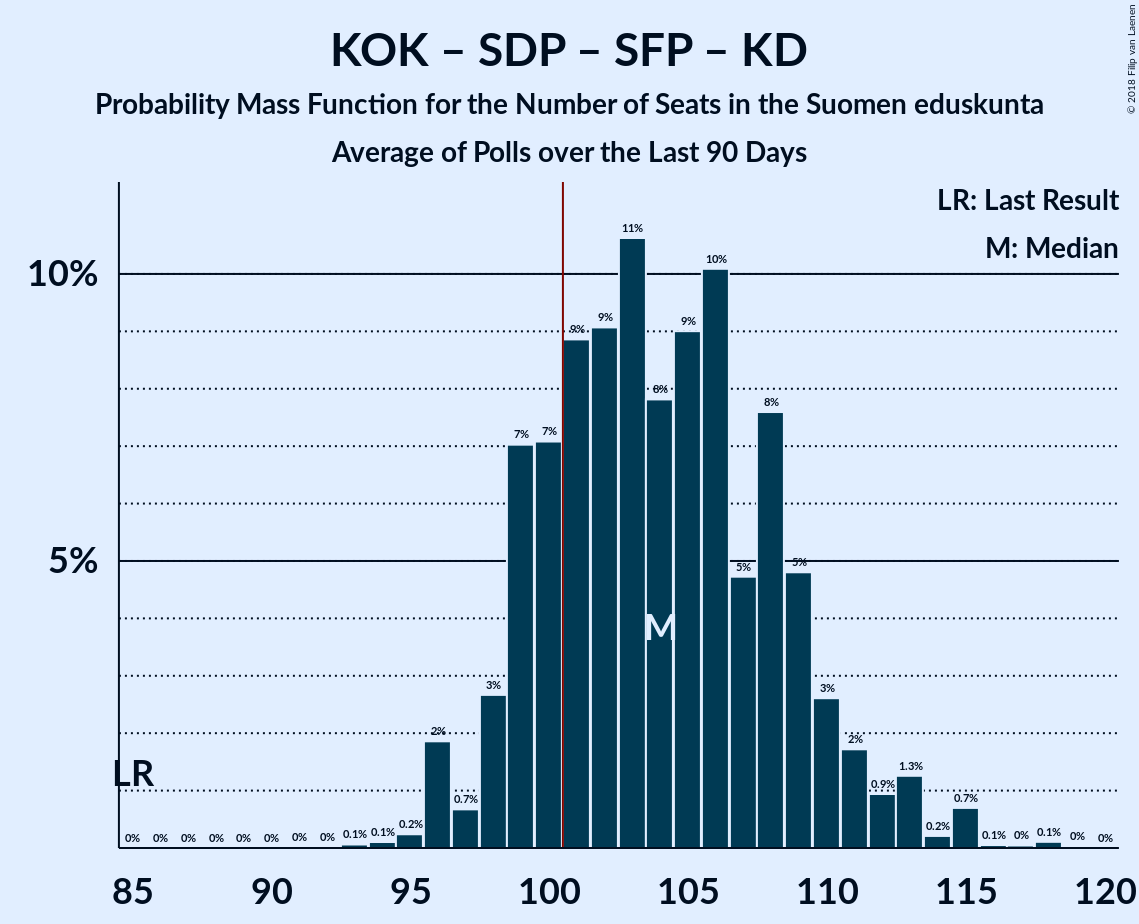 KOK – SDP – SFP – KD
Probability Mass Function for the Number of Seats in the Suomen eduskunta
Average of Polls over the Last 90 Days
© 2018 Filip van Laenen
LR: Last Result
M: Median
10%
5%
LR
M
0% 0% 0% 0% 0% 0% 0% 0% 0.1% 0.1% 0.2% 2% 0.7% 3% 7% 7% 9% 9% 11% 8% 9% 10% 5% 8% 5% 3% 2% 0.9% 1.3% 0.2% 0.7% 0.1% 0% 0.1% 0% 0%
85 90 95 100 105 110 115 120